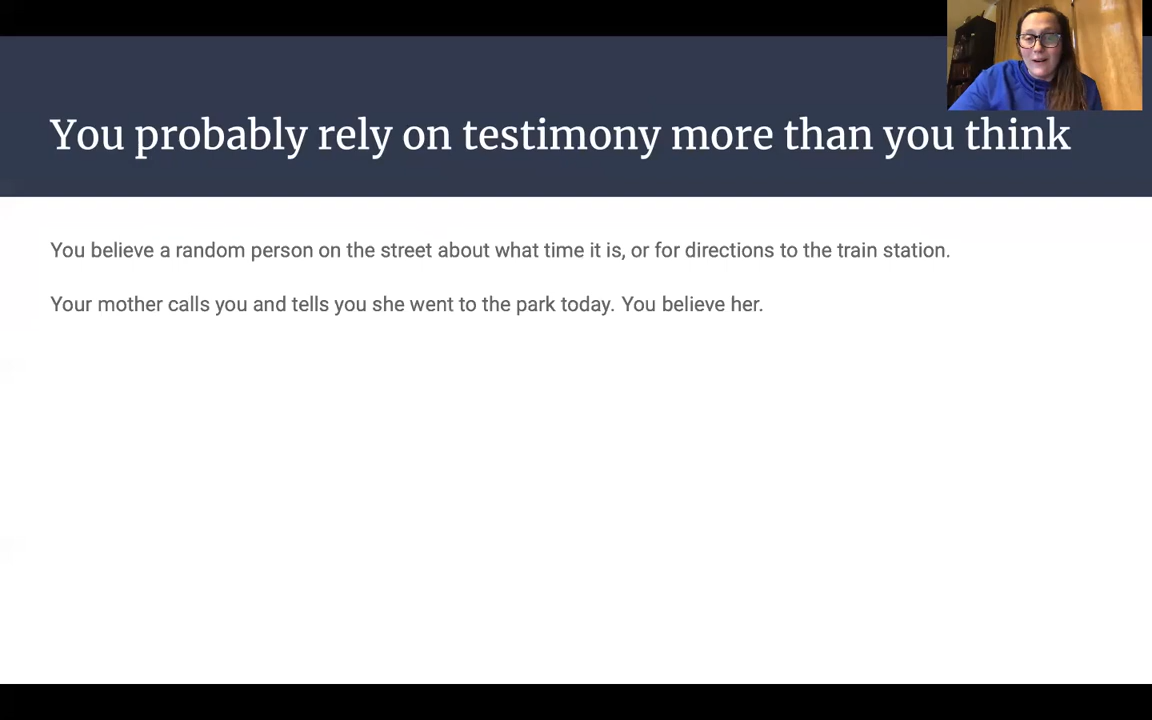 You probably rely on testimony more than you think
You believe a random person on the street about what time it is, or for directions to the train station.
Your mother calls you and tells you she went to the park today. You believe her.